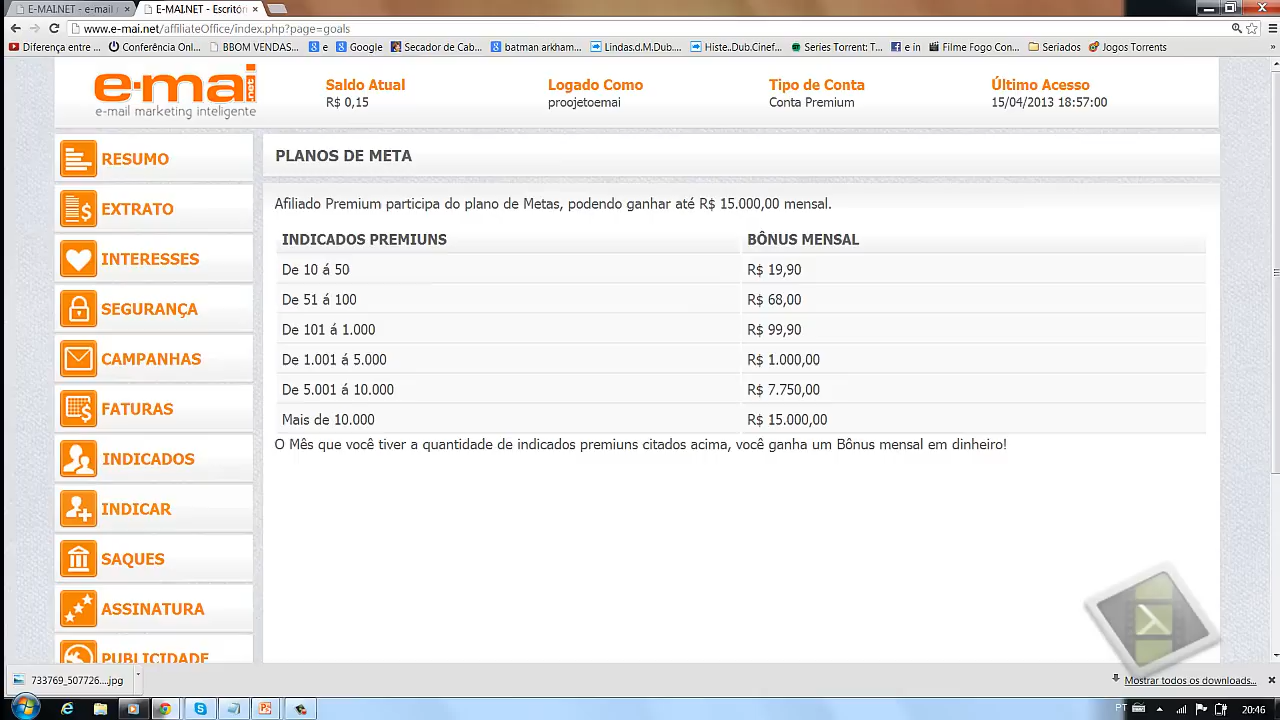 E-MAI.NET - e-mail
E-MAI.NET - Escritóri
www.e-mai.net/affiliateOffice/index.php?page=goals
Diferença entre ...
Conferência Onl...
BBOM VENDAS...
e
Google
Secador de Cab...
batman arkham...
Lindas.d.M.Dub...
Histe..Dub.Cinef...
Series Torrent: T...
e in
Filme Fogo Con...
Seriados
Jogos Torrents
»
e-mai.net
e-mail marketing inteligente
Saldo Atual
R$ 0,15
Logado Como
proojetoemai
Tipo de Conta
Conta Premium
Último Acesso
15/04/2013 18:57:00
RESUMO
EXTRATO
INTERESSES
SEGURANÇA
CAMPANHAS
FATURAS
INDICADOS
INDICAR
SAQUES
ASSINATURA
PUBLICIDADE
PLANOS DE META
Afiliado Premium participa do plano de Metas, podendo ganhar até R$ 15.000,00 mensal.
INDICADOS PREMIUNS BÔNUS MENSAL
De 10 á 50 R$ 19,90
De 51 á 100 R$ 68,00
De 101 á 1.000 R$ 99,90
De 1.001 á 5.000 R$ 1.000,00
De 5.001 á 10.000 R$ 7.750,00
Mais de 10.000 R$ 15.000,00
O Mês que você tiver a quantidade de indicados premiuns citados acima, você ganha um Bônus mensal em dinheiro!
733769_507726...jpg
Mostrar todos os downloads...
PT
20:46